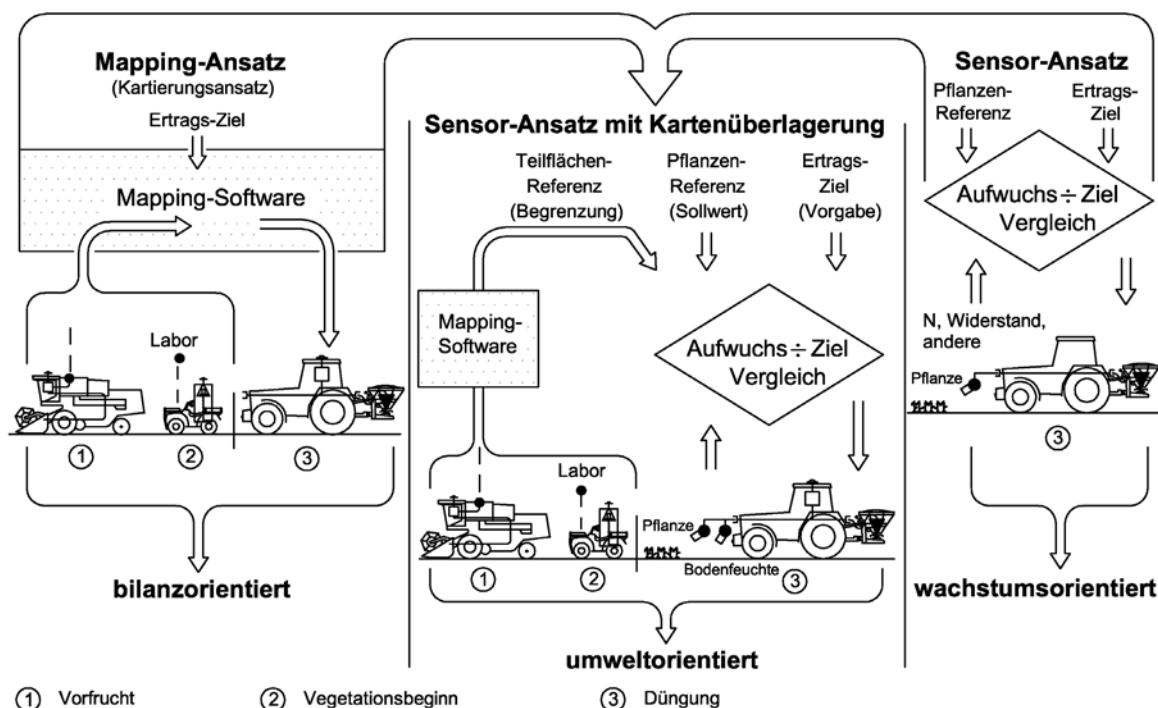 Mapping-Ansatz
(Kartierungsansatz)
Ertrags-Ziel
Mapping-Software
Labor
1
2
3
bilanzorientiert
Sensor-Ansatz mit Kartenüberlagerung
Teilflächen-
Referenz
(Begrenzung)
Pflanzen-
Referenz
(Sollwert)
Ertrags-
Ziel
(Vorgabe)
Mapping-
Software
Aufwuchs÷Ziel
Vergleich
Labor
Pflanze
Bodenfeuchte
1
2
3
umweltorientiert
Sensor-Ansatz
Pflanzen-
Referenz
Ertrags-
Ziel
Aufwuchs÷Ziel
Vergleich
N, Widerstand,
andere
Pflanze
3
wachstumsorientiert
1 Vorfrucht
2 Vegetationsbeginn
3 Düngung